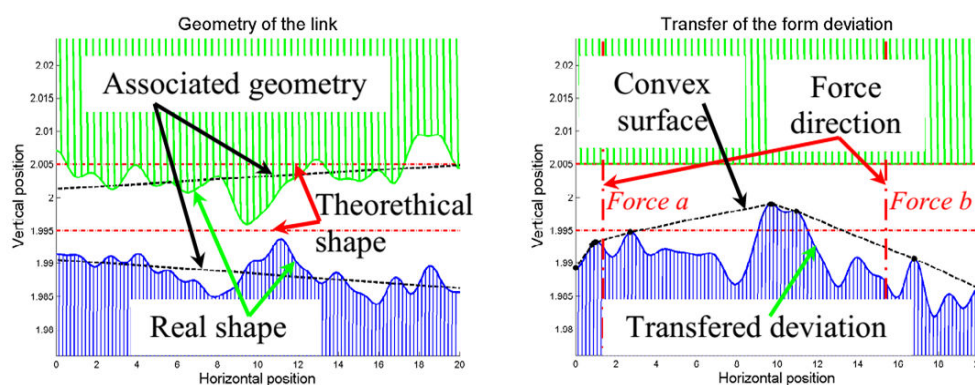 Geometry of the link
Vertical position
2.02
2.015
2.01
2.005
2
1.995
1.99
1.985
1.98
Associated geometry
Theorethical
shape
Real shape
0 2 4 6 8 10 12 14 16 18 20
Horizontal position
Transfer of the form deviation
Vertical position
2.02
2.015
2.01
2.005
2
1.995
1.99
1.985
1.98
Convex
surface
Force
direction
Force a
Force b
Transfered deviation
0 2 4 6 8 10 12 14 16 18
Horizontal position